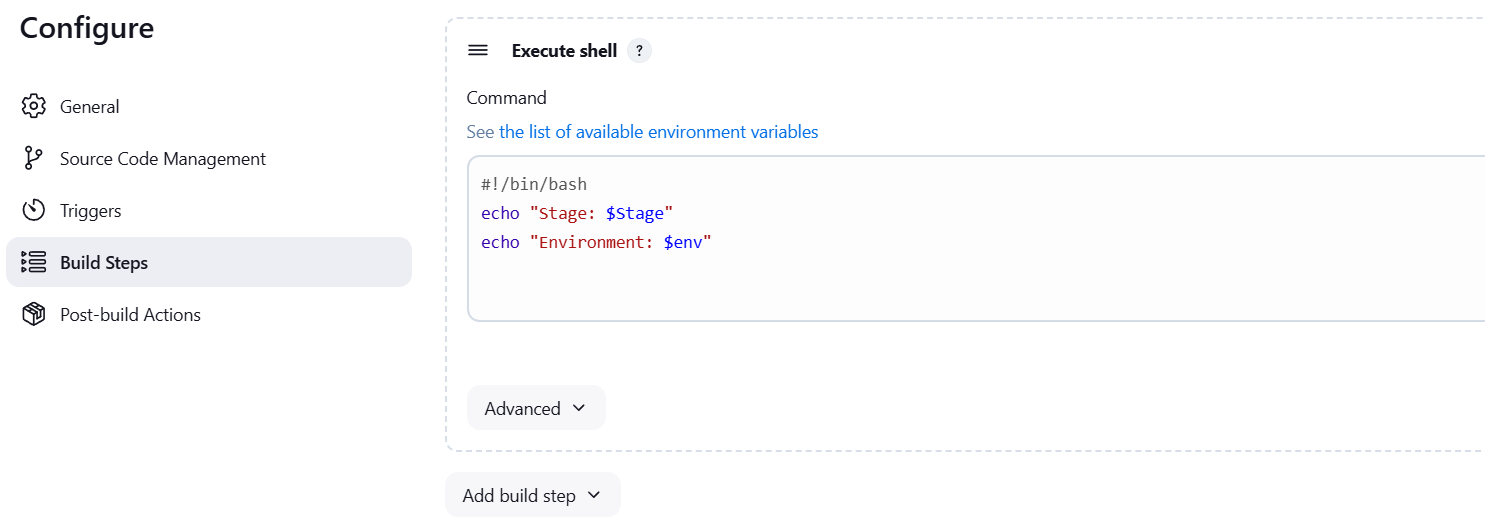 Configure
General
Source Code Management
Triggers
Build Steps
Post-build Actions
Execute shell ?
Command
See the list of available environment variables
#!/bin/bash
echo "Stage: $Stage"
echo "Environment: $env"
Advanced
Add build step